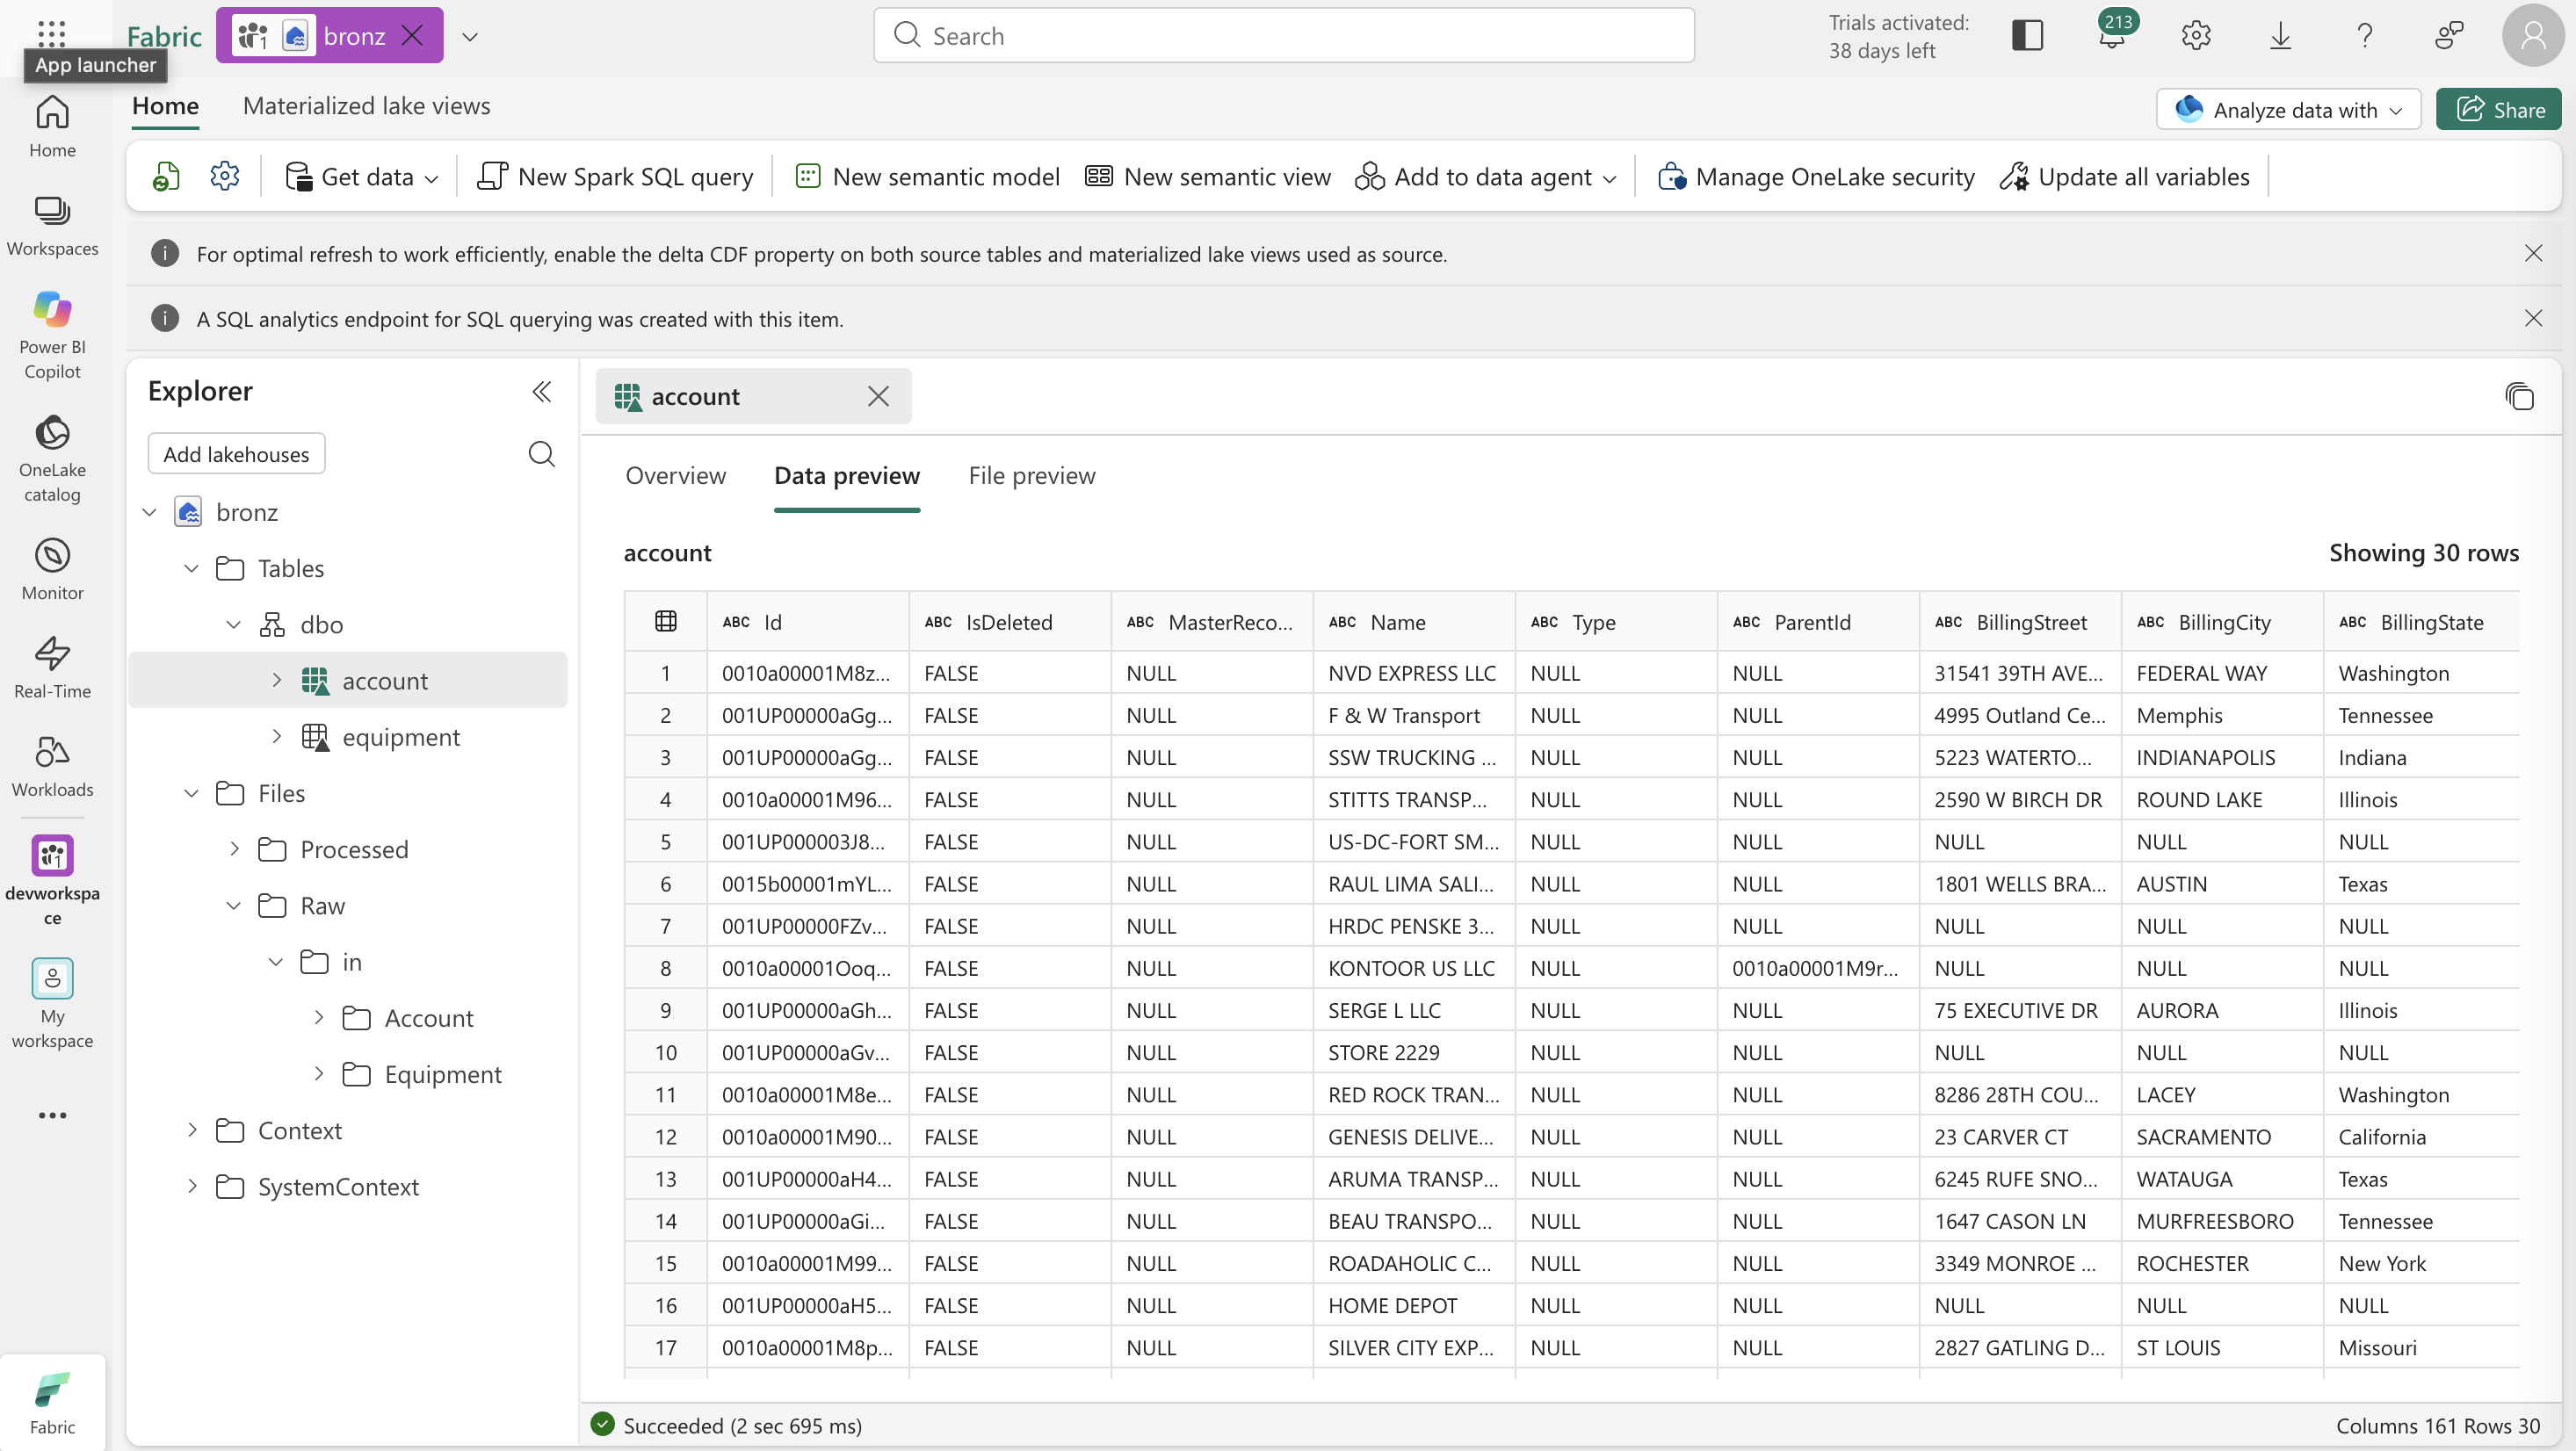 Fabric
1
bronz
Search
Trials activated:
38 days left
213
App launcher
Home
Materialized lake views
Analyze data with
Share
Get data
New Spark SQL query
New semantic model
New semantic view
Add to data agent
Manage OneLake security
Update all variables
For optimal refresh to work efficiently, enable the delta CDF property on both source tables and materialized lake views used as source.
A SQL analytics endpoint for SQL querying was created with this item.
Home
Workspaces
Power BI
Copilot
OneLake
catalog
Monitor
Real-Time
Workloads
1
devworkspa
ce
My
workspace
Fabric
Explorer
Add lakehouses
bronz
Tables
dbo
account
equipment
Files
Processed
Raw
in
Account
Equipment
Context
SystemContext
account
Overview
Data preview
File preview
account
Showing 30 rows
ABC Id ABC IsDeleted ABC MasterReco... ABC Name ABC Type ABC ParentId ABC BillingStreet ABC BillingCity ABC BillingState
1 0010a00001M8z... FALSE NULL NVD EXPRESS LLC NULL NULL 31541 39TH AVE... FEDERAL WAY Washington
2 001UP00000aGg... FALSE NULL F & W Transport NULL NULL 4995 Outland Ce... Memphis Tennessee
3 001UP00000aGg... FALSE NULL SSW TRUCKING ... NULL NULL 5223 WATERTO... INDIANAPOLIS Indiana
4 0010a00001M96... FALSE NULL STITTS TRANSP... NULL NULL 2590 W BIRCH DR ROUND LAKE Illinois
5 001UP000003J8... FALSE NULL US-DC-FORT SM... NULL NULL NULL NULL NULL
6 0015b00001mYL... FALSE NULL RAUL LIMA SALI... NULL NULL 1801 WELLS BRA... AUSTIN Texas
7 001UP00000FZv... FALSE NULL HRDC PENSKE 3... NULL NULL NULL NULL NULL
8 0010a00001Ooq... FALSE NULL KONTOOR US LLC NULL 0010a00001M9r... NULL NULL NULL
9 001UP00000aGh... FALSE NULL SERGE L LLC NULL NULL 75 EXECUTIVE DR AURORA Illinois
10 001UP00000aGv... FALSE NULL STORE 2229 NULL NULL NULL NULL NULL
11 0010a00001M8e... FALSE NULL RED ROCK TRAN... NULL NULL 8286 28TH COU... LACEY Washington
12 0010a00001M90... FALSE NULL GENESIS DELIVE... NULL NULL 23 CARVER CT SACRAMENTO California
13 001UP00000aH4... FALSE NULL ARUMA TRANSP... NULL NULL 6245 RUFE SNO... WATAUGA Texas
14 001UP00000aGi... FALSE NULL BEAU TRANSPO... NULL NULL 1647 CASON LN MURFREESBORO Tennessee
15 0010a00001M99... FALSE NULL ROADAHOLIC C... NULL NULL 3349 MONROE ... ROCHESTER New York
16 001UP00000aH5... FALSE NULL HOME DEPOT NULL NULL NULL NULL NULL
17 0010a00001M8p... FALSE NULL SILVER CITY EXP... NULL NULL 2827 GATLING D... ST LOUIS Missouri
Succeeded (2 sec 695 ms)
Columns 161 Rows 30